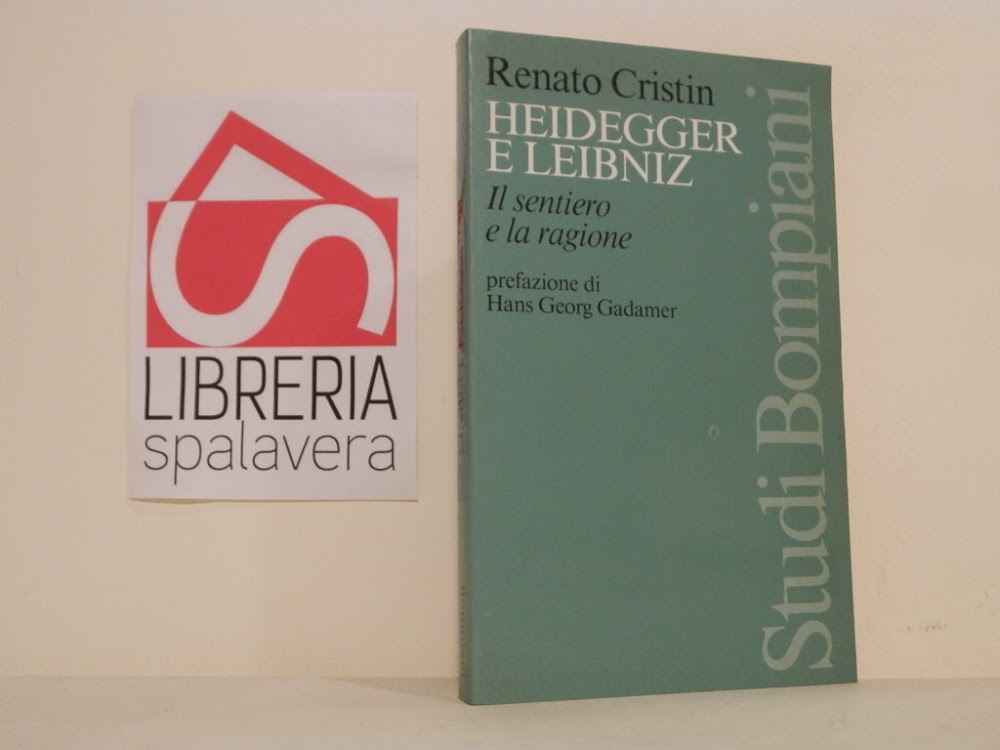 LIBRERIA
spalavera
Renato Cristin
HEIDEGGER
E LEIBNIZ
Il sentiero
e la ragione
prefazione di
Hans Georg Gadamer
Studi Bompiani